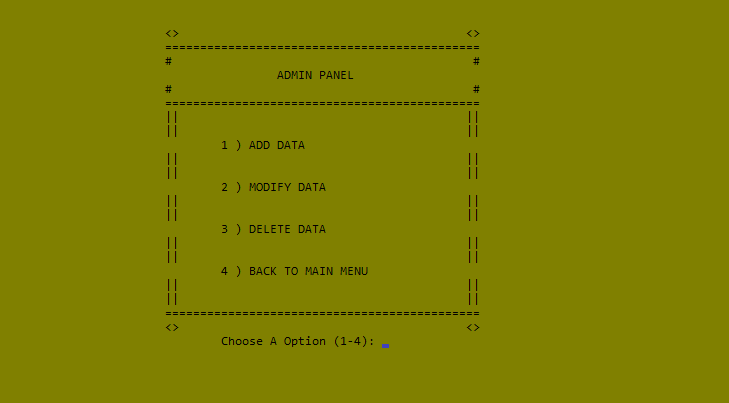 <> <>
=============================================
# #
ADMIN PANEL
# #
=============================================
|| ||
|| ||
1 ) ADD DATA
|| ||
|| ||
2 ) MODIFY DATA
|| ||
|| ||
3 ) DELETE DATA
|| ||
|| ||
4 ) BACK TO MAIN MENU
|| ||
|| ||
=============================================
<> <>
Choose A Option (1-4):